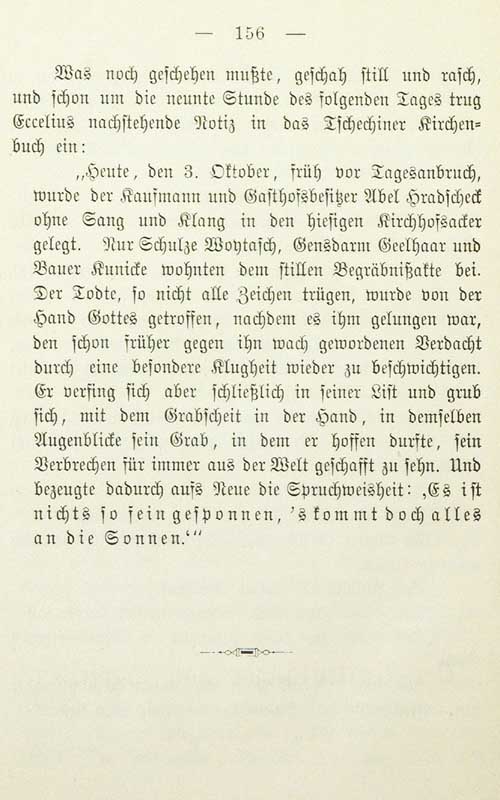 — 156 —
Was noch geschehen mußte, geschah still und rasch,
und schon um die neunte Stunde des folgenden Tages trug
Eccelius nachstehende Notiz in das Tschechiner Kirchen=
buch ein:
„Heute, den 3. Oktober, früh vor Tagesanbruch,
wurde der Kaufmann und Gasthofsbesitzer Abel Hradscheck
ohne Sang und Klang in den hiesigen Kirchhofsacker
gelegt. Nur Schulze Woytasch, Gensdarm Geelhaar und
Bauer Kunicke wohnten dem stillen Begräbnißakte bei.
Der Todte, so nicht alle Zeichen trügen, wurde von der
Hand Gottes getroffen, nachdem es ihm gelungen war,
den schon früher gegen ihn wach gewordenen Verdacht
durch eine besondere Klugheit wieder zu beschwichtigen.
Er verfing sich aber schließlich in seiner List und grub
sich, mit dem Grabscheit in der Hand, in demselben
Augenblicke sein Grab, in dem er hoffen durfte, sein
Verbrechen für immer aus der Welt geschafft zu sehn. Und
bezeugte dadurch aufs Neue die Spruchweisheit: ‚Es ist
nichts so fein gesponnen, 's kommt doch alles
an die Sonnen.‘“